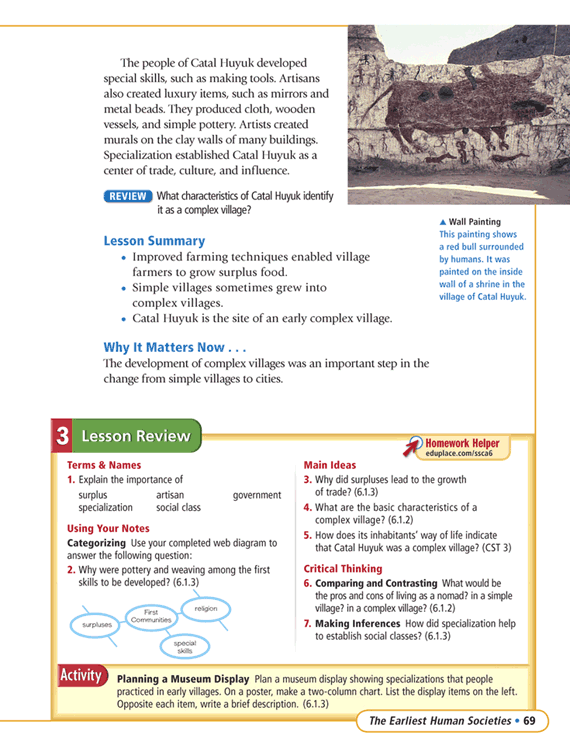 The people of Catal Huyuk developed
special skills, such as making tools. Artisans
also created luxury items, such as mirrors and
metal beads. They produced cloth, wooden
vessels, and simple pottery. Artists created
murals on the clay walls of many buildings.
Specialization established Catal Huyuk as a
center of trade, culture, and influence.
REVIEW What characteristics of Catal Huyuk identify
it as a complex village?
▲ Wall Painting
This painting shows
a red bull surrounded
by humans. It was
painted on the inside
wall of a shrine in the
village of Catal Huyuk.
Lesson Summary
• Improved farming techniques enabled village
farmers to grow surplus food.
• Simple villages sometimes grew into
complex villages.
• Catal Huyuk is the site of an early complex village.
Why It Matters Now . . .
The development of complex villages was an important step in the
change from simple villages to cities.
3 Lesson Review
Homework Helper
eduplace.com/ssca6
Terms & Names
1. Explain the importance of
surplus artisan government
specialization social class
Using Your Notes
Categorizing Use your completed web diagram to
answer the following question:
2. Why were pottery and weaving among the first
skills to be developed? (6.1.3)
surpluses
First
Communities
religion
special
skills
Main Ideas
3. Why did surpluses lead to the growth
of trade? (6.1.3)
4. What are the basic characteristics of a
complex village? (6.1.2)
5. How does its inhabitants' way of life indicate
that Catal Huyuk was a complex village? (CST 3)
Critical Thinking
6. Comparing and Contrasting What would be
the pros and cons of living as a nomad? in a simple
village? in a complex village? (6.1.2)
7. Making Inferences How did specialization help
to establish social classes? (6.1.3)
Activity
Planning a Museum Display Plan a museum display showing specializations that people
practiced in early villages. On a poster, make a two-column chart. List the display items on the left.
Opposite each item, write a brief description. (6.1.3)
The Earliest Human Societies • 69